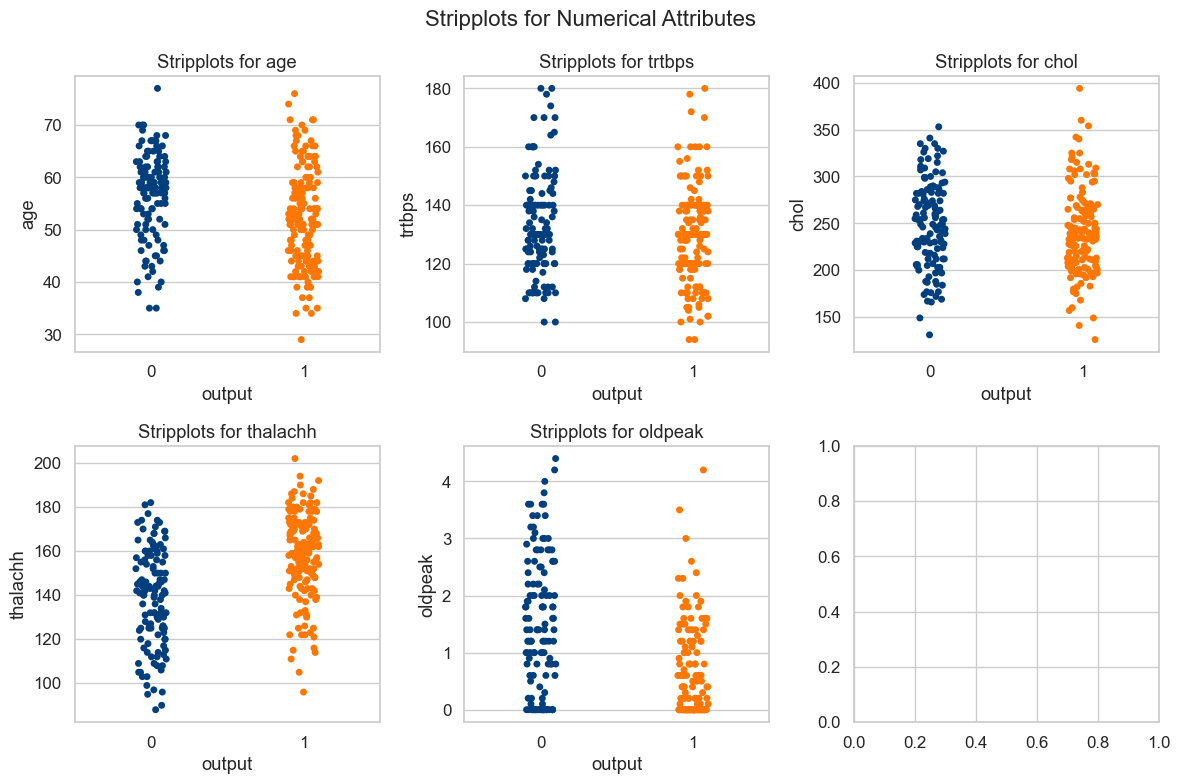 Stripplots for Numerical Attributes
Stripplots for age
70
60
50
40
30
age
0 1
output
Stripplots for trtbps
180
160
140
120
100
trtbps
0 1
output
Stripplots for chol
400
350
300
250
200
150
chol
0 1
output
Stripplots for thalachh
200
180
160
140
120
100
thalachh
0 1
output
Stripplots for oldpeak
4
3
2
1
0
oldpeak
0 1
output
1.0
0.8
0.6
0.4
0.2
0.0
0.0 0.2 0.4 0.6 0.8 1.0